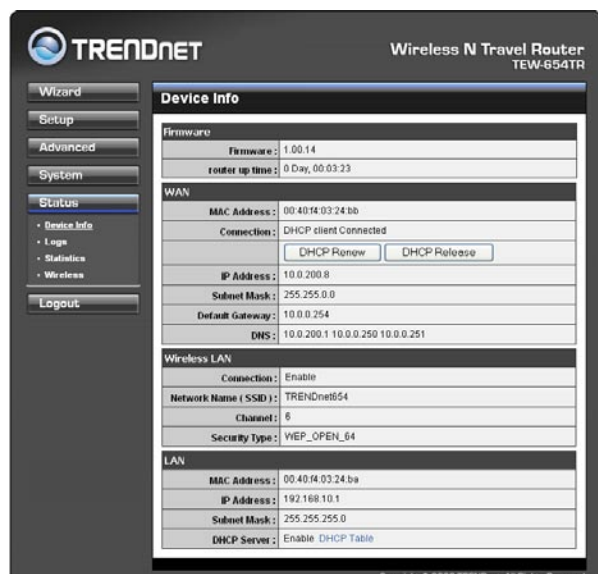 TRENDNET
Wireless N Travel Router
TEW-654TR
Wizard
Setup
Advanced
System
Status
• Device Info
• Logs
• Statistics
• Wireless
Logout
Device Info
Firmware
Firmware : 1.00.14
router up time : 0 Day, 00:03:23
WAN
MAC Address : 00:40:f4:03:24:bb
Connection : DHCP client Connected
DHCP Renew DHCP Release
IP Address : 10.0.200.8
Subnet Mask : 255.255.0.0
Default Gateway : 10.0.0.254
DNS : 10.0.200.1 10.0.0.250 10.0.0.251
Wireless LAN
Connection : Enable
Network Name ( SSID ) : TRENDnet654
Channel : 6
Security Type : WEP_OPEN_64
LAN
MAC Address : 00:40:f4:03:24:ba
IP Address : 192.168.10.1
Subnet Mask : 255.255.255.0
DHCP Server : Enable DHCP Table